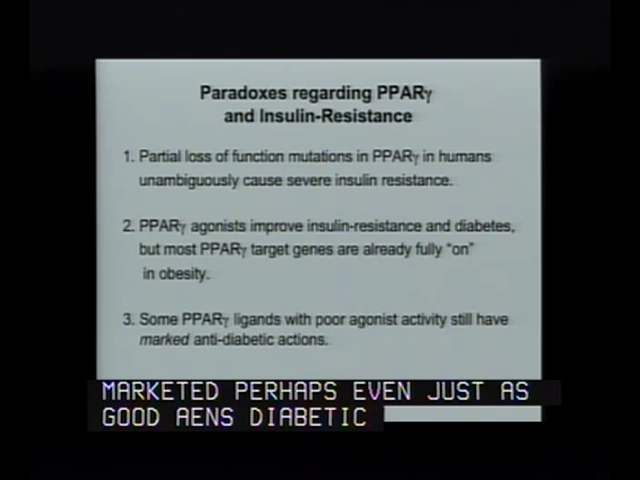 Paradoxes regarding PPARγ
and Insulin-Resistance
1. Partial loss of function mutations in PPARγ in humans
unambiguously cause severe insulin resistance.
2. PPARγ agonists improve insulin-resistance and diabetes,
but most PPARγ target genes are already fully "on"
in obesity.
3. Some PPARγ ligands with poor agonist activity still have
marked anti-diabetic actions.
MARKETED PERHAPS EVEN JUST AS
GOOD AENS DIABETIC